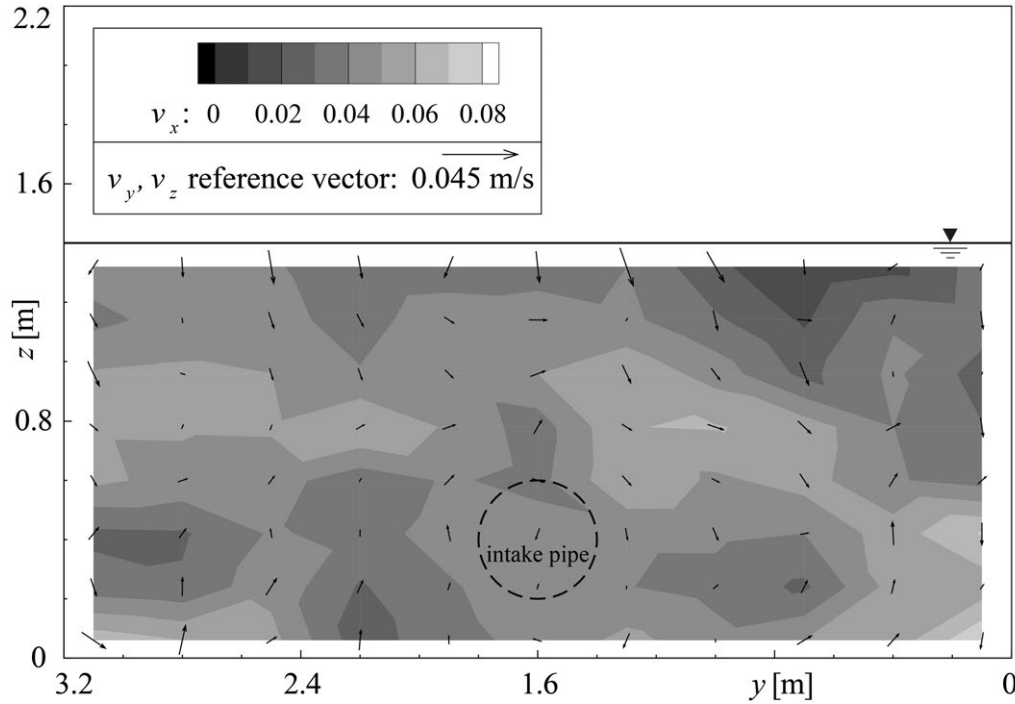 2.2
0 0.02 0.04 0.06 0.08
v_x:
v_y, v_z reference vector: 0.045 m/s
1.6
z [m]
0.8
intake pipe
0
3.2 2.4 1.6 y [m] 0